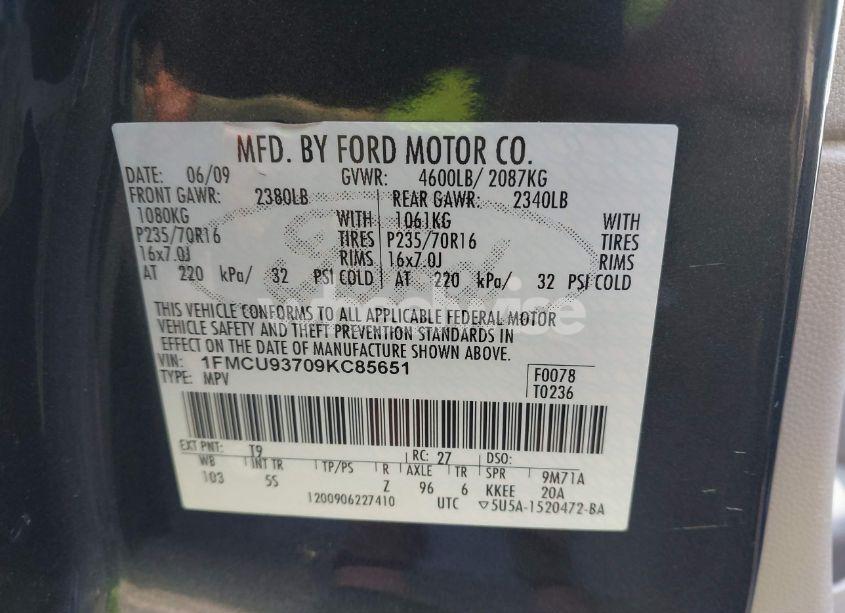 MFD. BY FORD MOTOR CO.
DATE: 06/09 GVWR: 4600LB/ 2087KG
FRONT GAWR: 2380LB REAR GAWR: 2340LB
1080KG WITH 1061KG WITH
P235/70R16 TIRES P235/70R16 TIRES
16x7.0J RIMS 16x7.0J RIMS
AT 220 kPa/ 32 PSI COLD AT 220 kPa/ 32 PSI COLD
THIS VEHICLE CONFORMS TO ALL APPLICABLE FEDERAL MOTOR
VEHICLE SAFETY AND THEFT PREVENTION STANDARDS IN
EFFECT ON THE DATE OF MANUFACTURE SHOWN ABOVE.
VIN: 1FMCU93709KC85651 F0078
TYPE: MPV T0236
EXT PNT: T9 RC: 27 DSO:
WB INT TR TP/PS R AXLE TR SPR 9M71A
103 5S Z 96 6 KKEE 20A
1200906227410 UTC ▽5U5A-1520472-BA